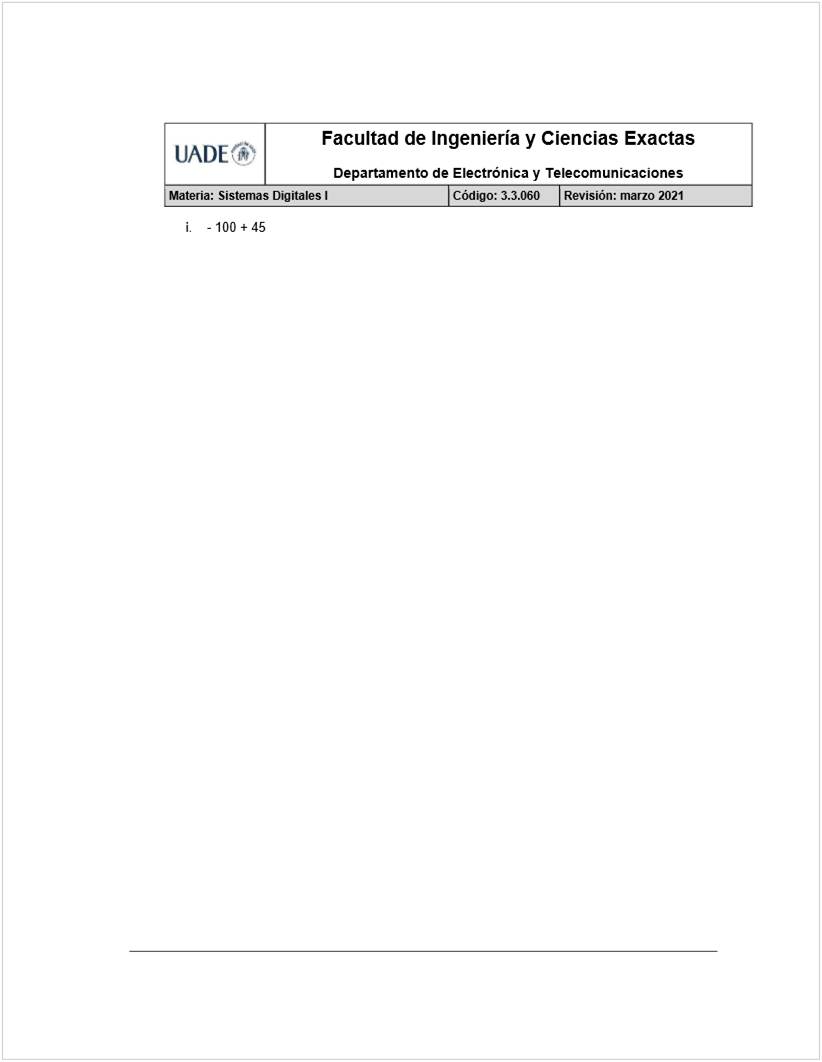 Facultad de Ingeniería y Ciencias Exactas
UADE
Departamento de Electrónica y Telecomunicaciones
Materia: Sistemas Digitales I Código: 3.3.060 Revisión: marzo 2021
i. - 100 + 45